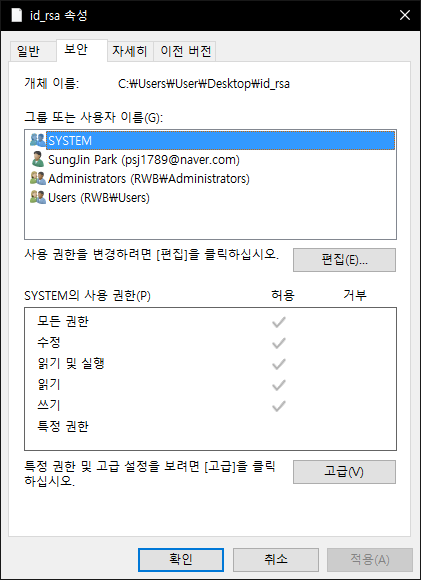 id_rsa 속성
일반 보안 자세히 이전 버전
개체 이름: C:₩Users₩User₩Desktop₩id_rsa
그룹 또는 사용자 이름(G):
SYSTEM
SungJin Park (psj1789@naver.com)
Administrators (RWB₩Administrators)
Users (RWB₩Users)
사용 권한을 변경하려면 [편집]을 클릭하십시오. 편집(E)...
SYSTEM의 사용 권한(P) 허용 거부
모든 권한
수정
읽기 및 실행
읽기
쓰기
특정 권한
특정 권한 및 고급 설정을 보려면 [고급]을 클릭
하십시오.
고급(V)
확인 취소 적용(A)